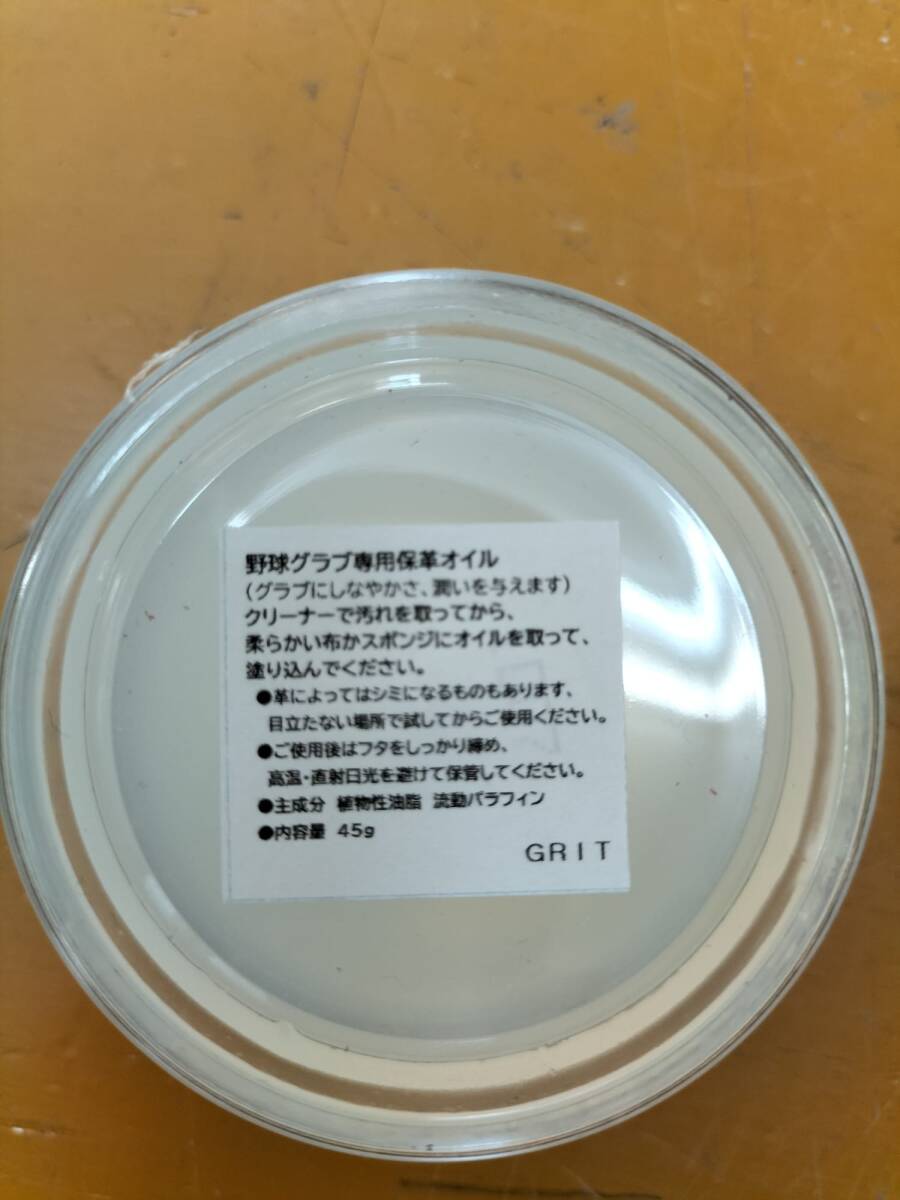 野球グラブ専用保革オイル
(グラブにしなやかさ、潤いを与えます)
クリーナーで汚れを取ってから、
柔らかい布かスポンジにオイルを取って、
塗り込んでください。
●革によってはシミになるものもあります、
目立たない場所で試してからご使用ください。
●ご使用後はフタをしっかり締め、
高温・直射日光を避けて保管してください。
●主成分 植物性油脂 流動パラフィン
●内容量 45g
GRIT